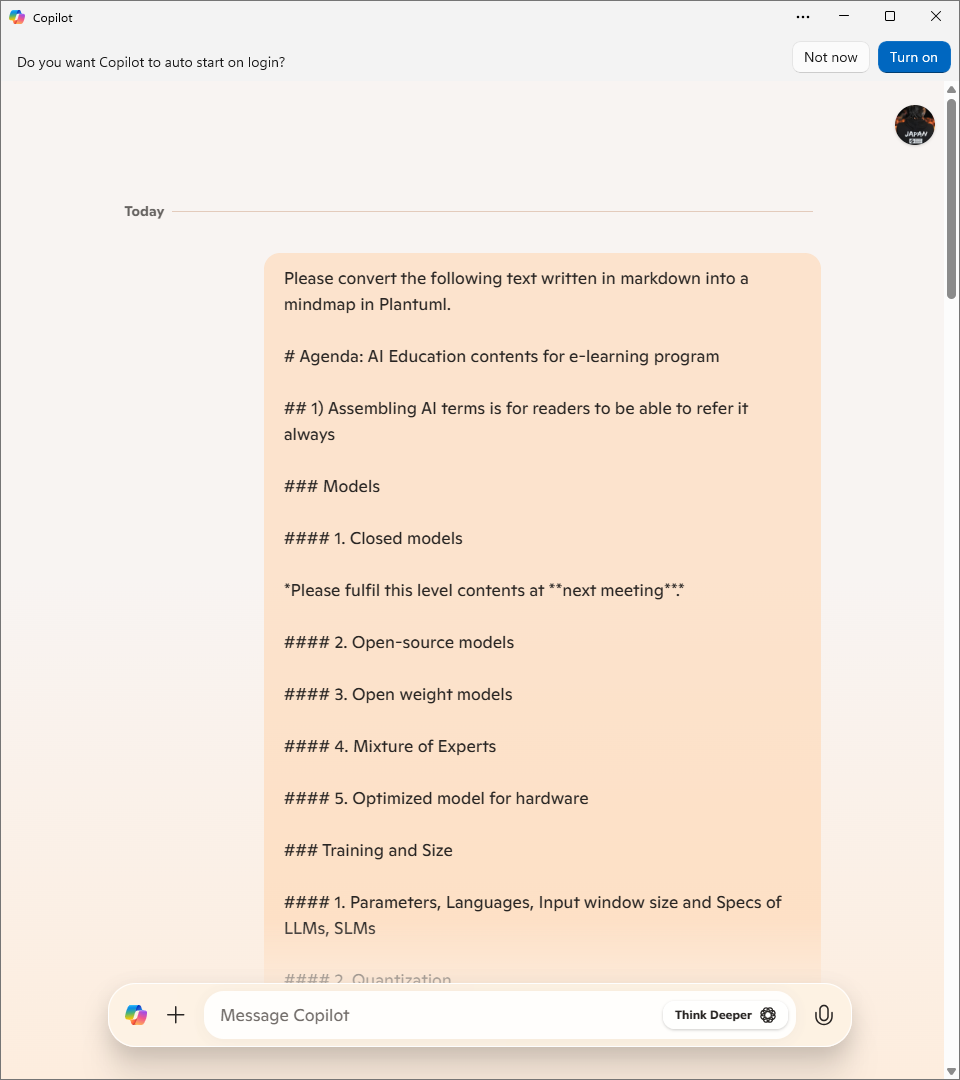 Copilot
Do you want Copilot to auto start on login?
Not now
Turn on
JAPAN
Today
Please convert the following text written in markdown into a
mindmap in Plantuml.
# Agenda: AI Education contents for e-learning program
## 1) Assembling AI terms is for readers to be able to refer it
always
### Models
#### 1. Closed models
*Please fulfil this level contents at **next meeting**.*
#### 2. Open-source models
#### 3. Open weight models
#### 4. Mixture of Experts
#### 5. Optimized model for hardware
### Training and Size
#### 1. Parameters, Languages, Input window size and Specs of
LLMs, SLMs
#### 2. Quantization
Message Copilot
Think Deeper